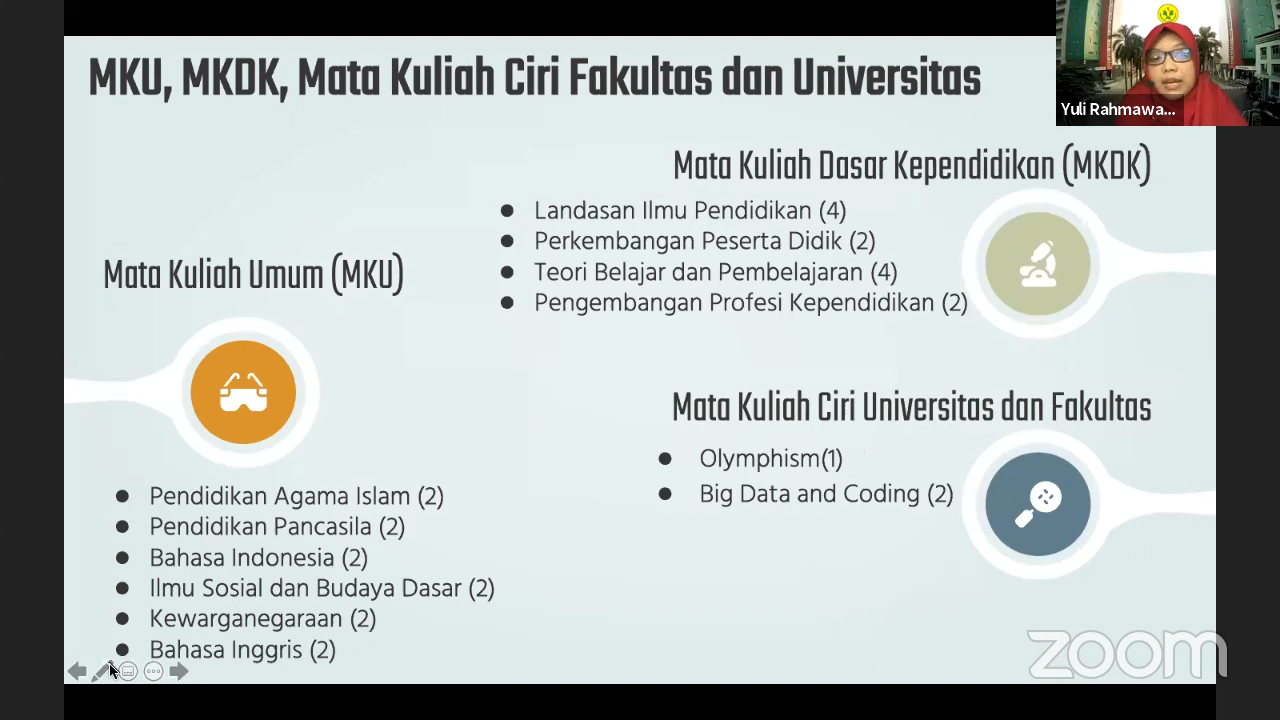 MKU, MKDK, Mata Kuliah Ciri Fakultas dan Universitas
Yuli Rahmawa...
Mata Kuliah Dasar Kependidikan (MKDK)
● Landasan Ilmu Pendidikan (4)
● Perkembangan Peserta Didik (2)
● Teori Belajar dan Pembelajaran (4)
● Pengembangan Profesi Kependidikan (2)
Mata Kuliah Umum (MKU)
● Pendidikan Agama Islam (2)
● Pendidikan Pancasila (2)
● Bahasa Indonesia (2)
● Ilmu Sosial dan Budaya Dasar (2)
● Kewarganegaraan (2)
● Bahasa Inggris (2)
Mata Kuliah Ciri Universitas dan Fakultas
● Olymphism(1)
● Big Data and Coding (2)
zoom